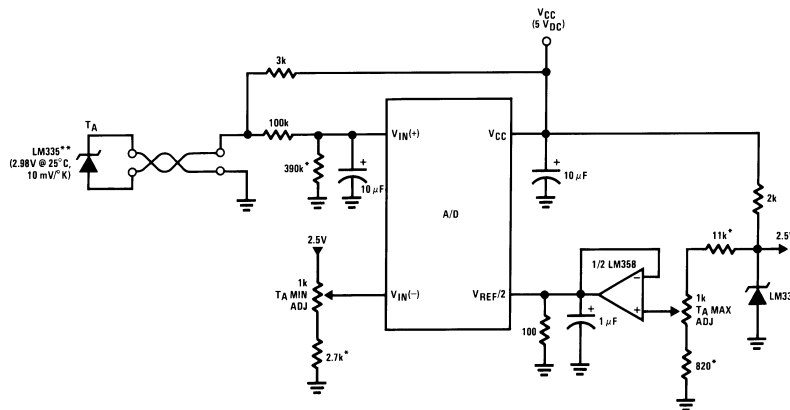 VCC
(5 VDC)
3k
TA
100k
VIN(+)
VCC
LM335**
(2.98V @ 25°C,
10 mV/°K)
390k*
+
10 µF
+
10 µF
2k
A/D
11k*
2.5V
2.5V
1/2 LM358
1k
TA MIN
ADJ
VIN(−)
VREF/2
−
+
+
1k
TA MAX
ADJ
100
1 µF
2.7k*
820*